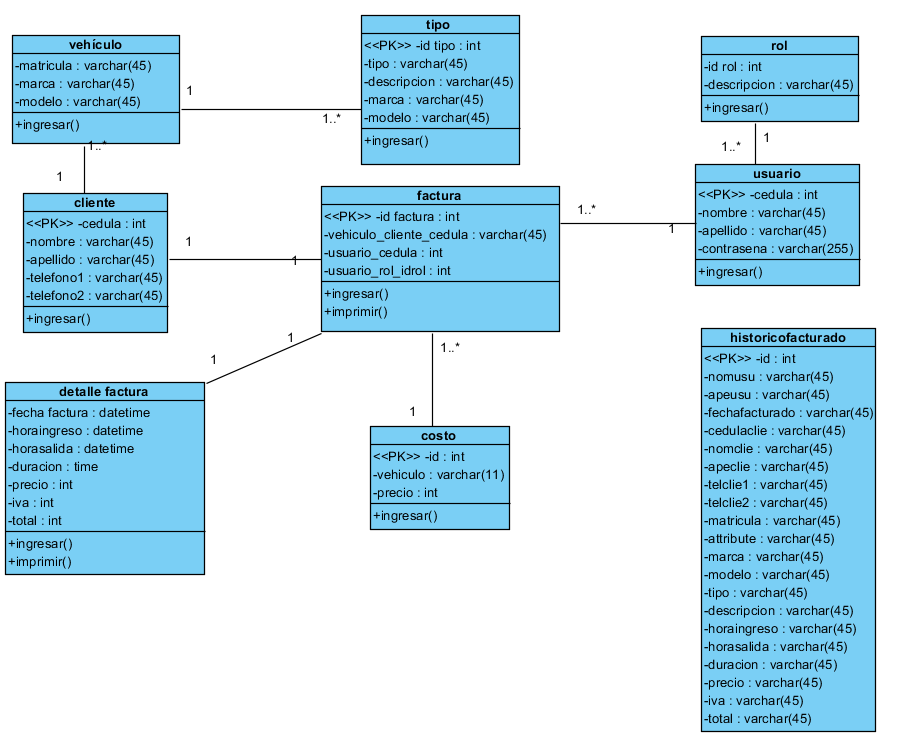 vehículo
-matricula : varchar(45)
-marca : varchar(45)
-modelo : varchar(45)
+ingresar()
1
1..*
tipo
<<PK>> -id tipo : int
-tipo : varchar(45)
-descripcion : varchar(45)
-marca : varchar(45)
-modelo : varchar(45)
+ingresar()
rol
-id rol : int
-descripcion : varchar(45)
+ingresar()
1
1..*
1..*
1
cliente
<<PK>> -cedula : int
-nombre : varchar(45)
-apellido : varchar(45)
-telefono1 : varchar(45)
-telefono2 : varchar(45)
+ingresar()
1
1
factura
<<PK>> -id factura : int
-vehiculo_cliente_cedula : varchar(45)
-usuario_cedula : int
-usuario_rol_idrol : int
+ingresar()
+imprimir()
1..*
1
usuario
<<PK>> -cedula : int
-nombre : varchar(45)
-apellido : varchar(45)
-contrasena : varchar(255)
+ingresar()
1
1
detalle factura
-fecha factura : datetime
-horaingreso : datetime
-horasalida : datetime
-duracion : time
-precio : int
-iva : int
-total : int
+ingresar()
+imprimir()
1..*
1
costo
<<PK>> -id : int
-vehiculo : varchar(11)
-precio : int
+ingresar()
historicofacturado
<<PK>> -id : int
-nomusu : varchar(45)
-apeusu : varchar(45)
-fechafacturado : varchar(45)
-cedulaclie : varchar(45)
-nomclie : varchar(45)
-apeclie : varchar(45)
-telclie1 : varchar(45)
-telclie2 : varchar(45)
-matricula : varchar(45)
-attribute : varchar(45)
-marca : varchar(45)
-modelo : varchar(45)
-tipo : varchar(45)
-descripcion : varchar(45)
-horaingreso : varchar(45)
-horasalida : varchar(45)
-duracion : varchar(45)
-precio : varchar(45)
-iva : varchar(45)
-total : varchar(45)